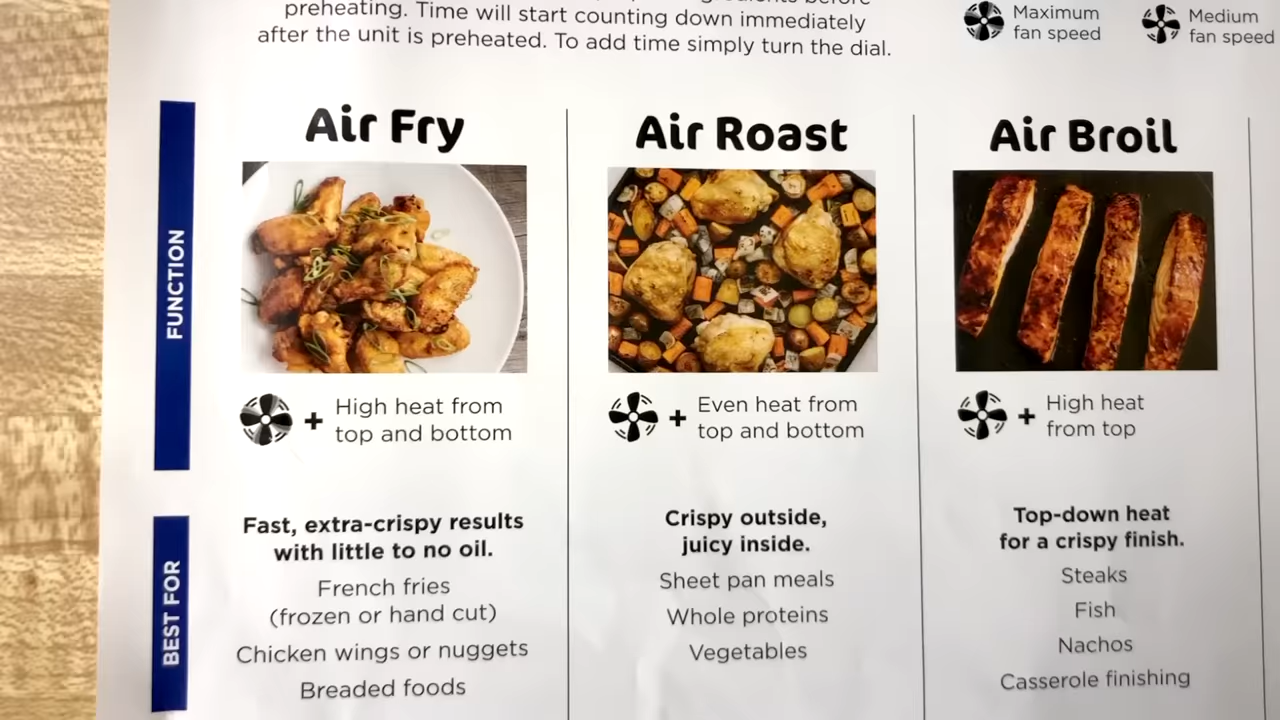 preheating. Time will start counting down immediately
after the unit is preheated. To add time simply turn the dial.
Maximum
fan speed
Medium
fan speed
FUNCTION
Air Fry
Air Roast
Air Broil
+ High heat from
top and bottom
+ Even heat from
top and bottom
+ High heat
from top
BEST FOR
Fast, extra-crispy results
with little to no oil.
French fries
(frozen or hand cut)
Chicken wings or nuggets
Breaded foods
Crispy outside,
juicy inside.
Sheet pan meals
Whole proteins
Vegetables
Top-down heat
for a crispy finish.
Steaks
Fish
Nachos
Casserole finishing